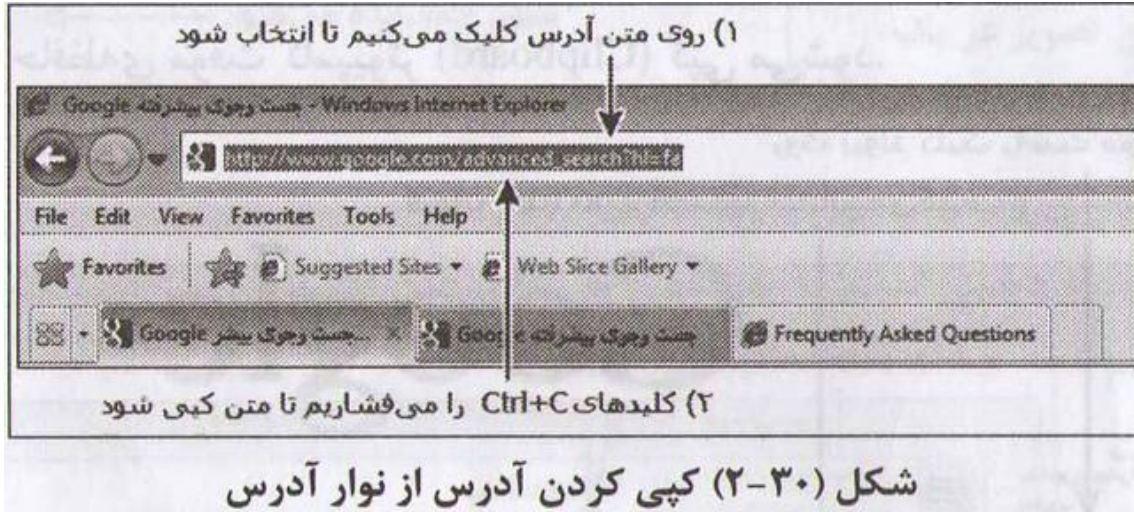 ۱) روی متن آدرس کلیک می‌کنیم تا انتخاب شود
Google جست وجوی پیشرفته - Windows Internet Explorer
http://www.google.com/advanced_search?hl=fa
File Edit View Favorites Tools Help
Favorites Suggested Sites Web Slice Gallery
Google جست وجوی پیشر... × Google جست وجوی پیشرفته Frequently Asked Questions
۲) کلیدهای Ctrl+C را می‌فشاریم تا متن کپی شود
شکل (۳۰-۲) کپی کردن آدرس از نوار آدرس